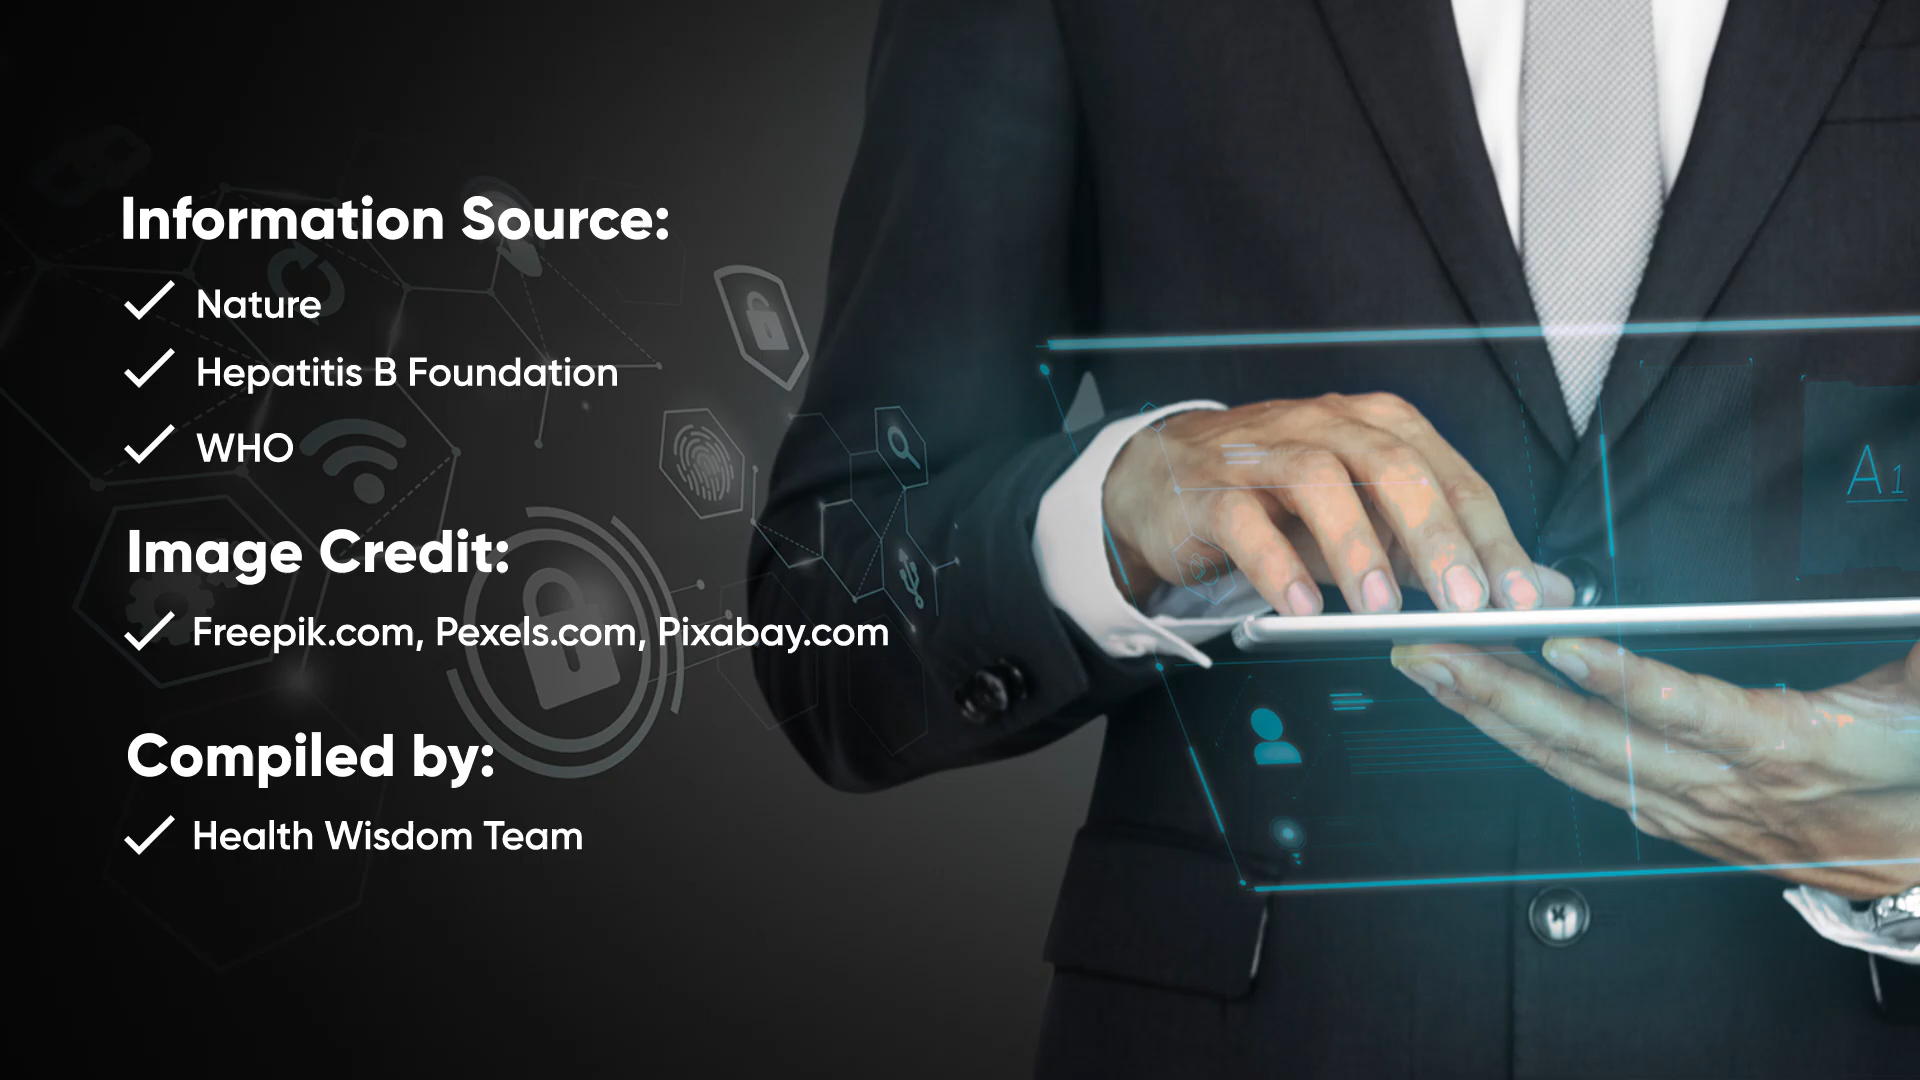 Information Source:
Nature
Hepatitis B Foundation
WHO
Image Credit:
Freepik.com, Pexels.com, Pixabay.com
Compiled by:
Health Wisdom Team
A1